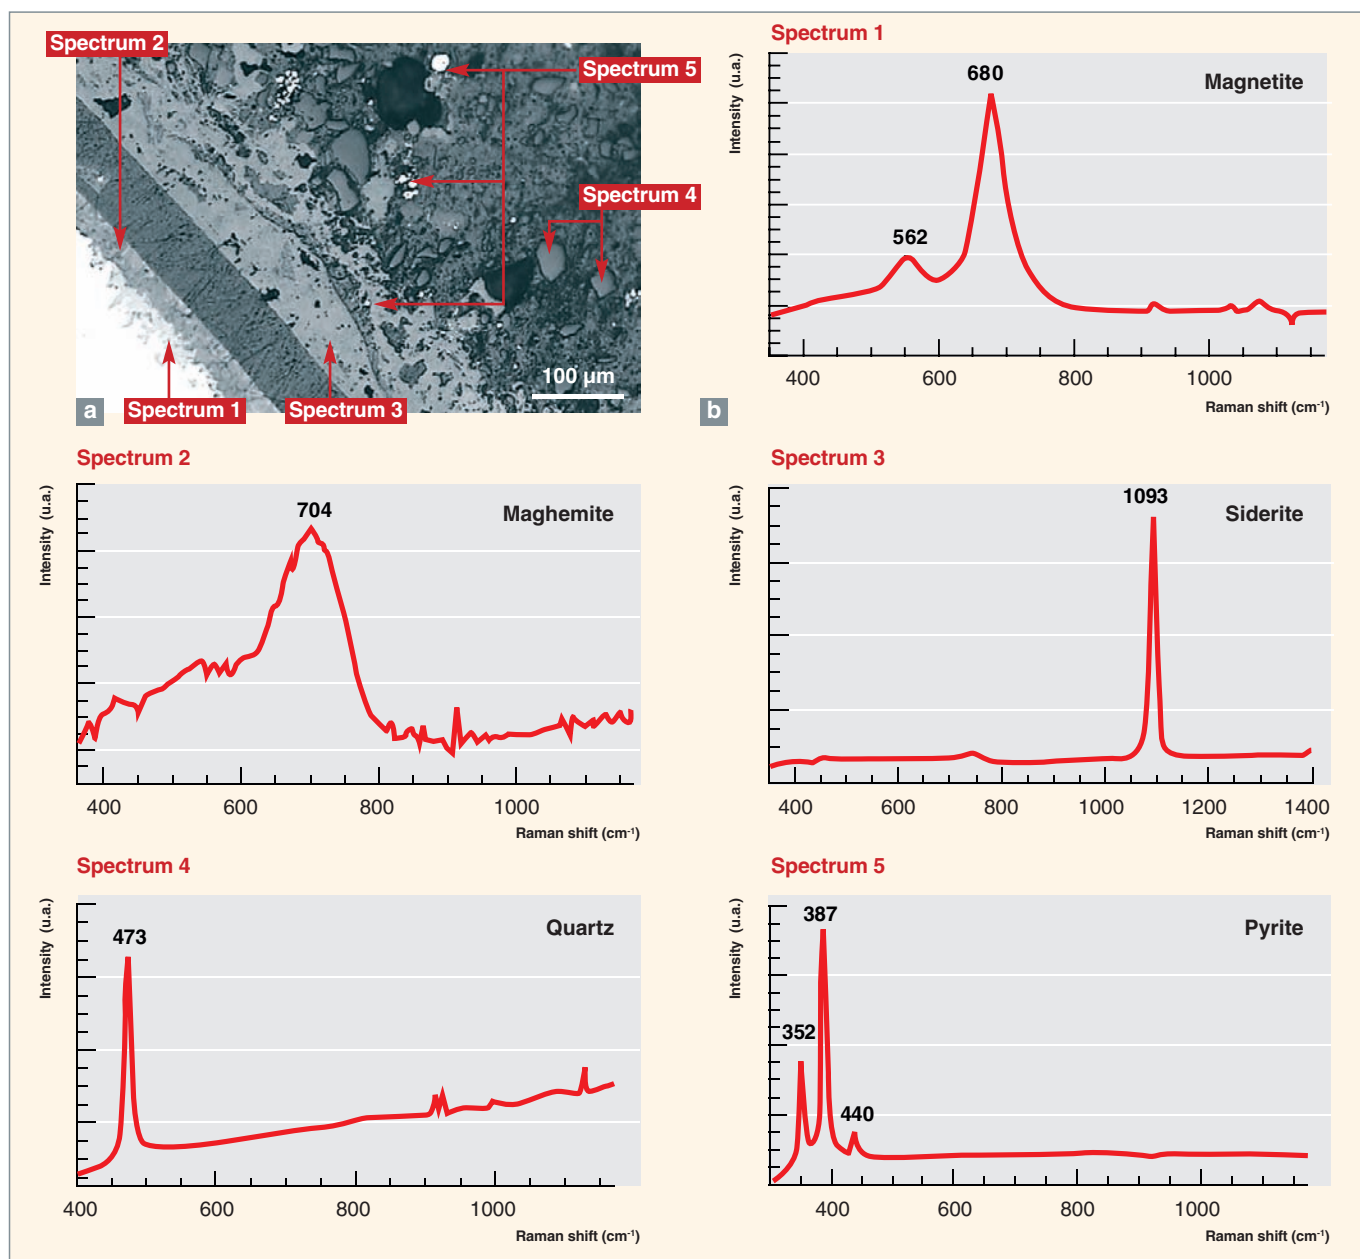 Spectrum 2
Spectrum 5
Spectrum 4
100 µm
a
Spectrum 1
Spectrum 3
Spectrum 1
Intensity (u.a.)
Magnetite
680
562
400 600 800 1000
Raman shift (cm-1)
b
Spectrum 2
Intensity (u.a.)
Maghemite
704
400 600 800 1000
Raman shift (cm-1)
Spectrum 3
Intensity (u.a.)
Siderite
1093
400 600 800 1000 1200 1400
Raman shift (cm-1)
Spectrum 4
Intensity (u.a.)
Quartz
473
400 600 800 1000
Raman shift (cm-1)
Spectrum 5
Intensity (u.a.)
Pyrite
387
352
440
400 600 800 1000
Raman shift (cm-1)